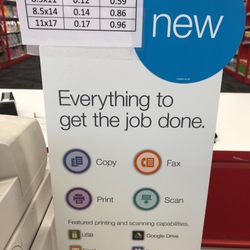 8.5x11 0.12 0.59
8.5x14 0.14 0.86
11x17 0.17 0.96
new
Everything to
get the job done.
Copy Fax
Print Scan
Featured printing and scanning capabilities.
USB Google Drive